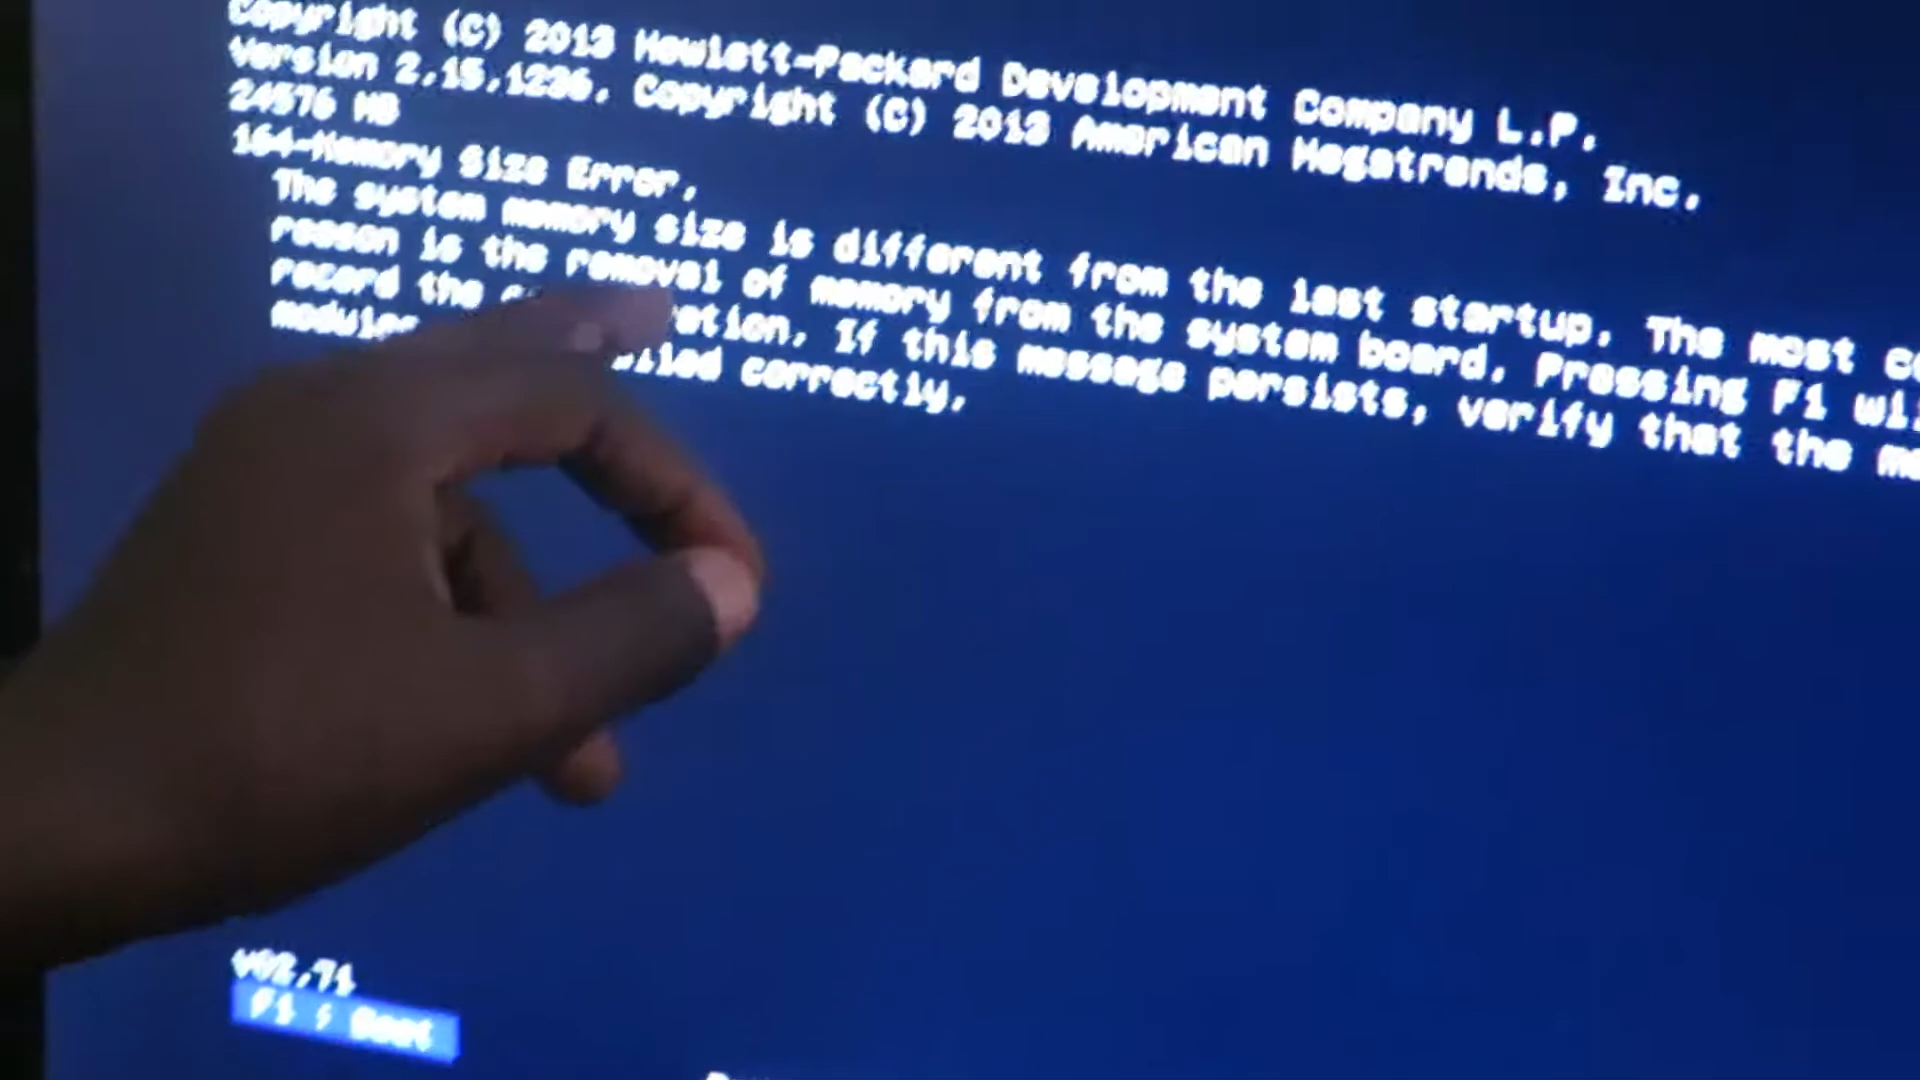 Copyright (C) 2013 Hewlett-Packard Development Company L.P.
Version 2.15.1236. Copyright (C) 2013 American Megatrends, Inc.
24576 MB
164-Memory Size Error.
The system memory size is different from the last startup. The most
reason is the removal of memory from the system board. Pressing F1
record the ration. If this message persists, verify that the
modules alled correctly.
v02.71
F1 : Boot